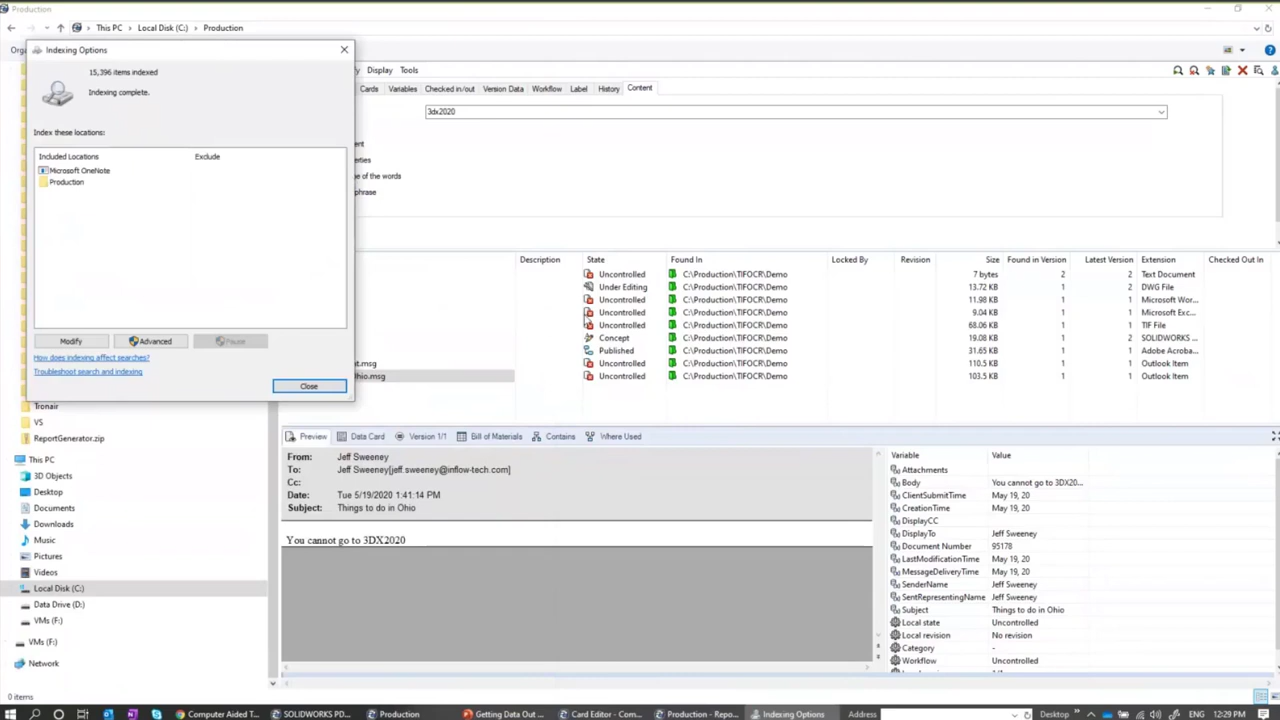 Production
This PC › Local Disk (C:) › Production
Orga
Indexing Options
15,396 items indexed
Indexing complete.
Index these locations:
Included Locations Exclude
Microsoft OneNote
Production
Modify Advanced Pause
How does indexing affect searches?
Troubleshoot search and indexing
Close
Display Tools
Cards Variables Checked in/out Version Data Workflow Label History Content
3dx2020
e of the words
phrase
Description State Found In Locked By Revision Size Found in Version Latest Version Extension Checked Out In
Uncontrolled C:\Production\TIFOCR\Demo 7 bytes 2 2 Text Document
Under Editing C:\Production\TIFOCR\Demo 13.72 KB 1 1 DWG File
Uncontrolled C:\Production\TIFOCR\Demo 11.98 KB 1 1 Microsoft Wor...
Uncontrolled C:\Production\TIFOCR\Demo 9.04 KB 1 1 Microsoft Exc...
Uncontrolled C:\Production\TIFOCR\Demo 68.06 KB 1 1 TIF File
Concept C:\Production\TIFOCR\Demo 19.08 KB 2 2 SOLIDWORKS ...
Published C:\Production\TIFOCR\Demo 31.65 KB 1 1 Adobe Acroba...
t.msg Uncontrolled C:\Production\TIFOCR\Demo 110.5 KB 1 1 Outlook Item
Ohio.msg Uncontrolled C:\Production\TIFOCR\Demo 103.5 KB 1 1 Outlook Item
Tronair
VS
ReportGenerator.zip
This PC
3D Objects
Desktop
Documents
Downloads
Music
Pictures
Videos
Local Disk (C:)
Data Drive (D:)
VMs (F:)
VMs (F:)
Network
Preview Data Card Version 1/1 Bill of Materials Contains Where Used
From: Jeff Sweeney
To: Jeff Sweeney[jeff.sweeney@inflow-tech.com]
Cc:
Date: Tue 5/19/2020 1:41:14 PM
Subject: Things to do in Ohio
You cannot go to 3DX2020
Variable Value
Attachments
Body You cannot go to 3DX20...
ClientSubmitTime May 19, 20
CreationTime May 19, 20
DisplayCC
DisplayTo Jeff Sweeney
Document Number 95178
LastModificationTime May 19, 20
MessageDeliveryTime May 19, 20
SenderName Jeff Sweeney
SentRepresentingName Jeff Sweeney
Subject Things to do in Ohio
Local state Uncontrolled
Local revision No revision
Category -
Workflow Uncontrolled
0 items
Computer Aided T... SOLIDWORKS PD... Production Getting Data Out ... Card Editor - Com... Production - Repo... Indexing Options Address Desktop 12:29 PM